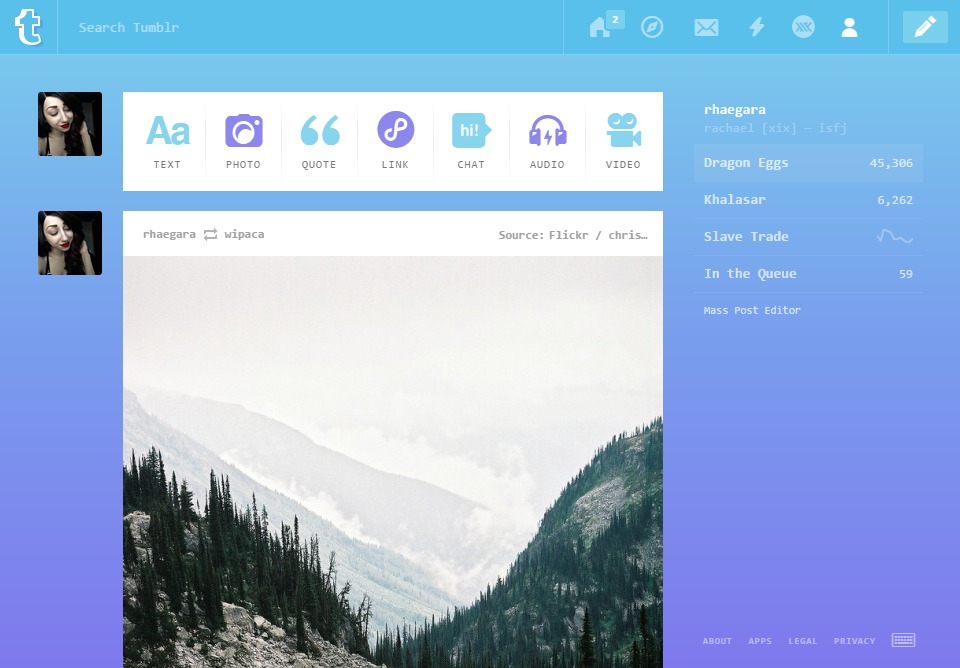 t
Search Tumblr
2
Aa
hi!
TEXT
PHOTO
QUOTE
LINK
CHAT
AUDIO
VIDEO
rhaegara
wipaca
Source: Flickr / chris…
rhaegara
rachael [xix] — isfj
Dragon Eggs 45,306
Khalasar 6,262
Slave Trade
In the Queue 59
Mass Post Editor
ABOUT APPS LEGAL PRIVACY